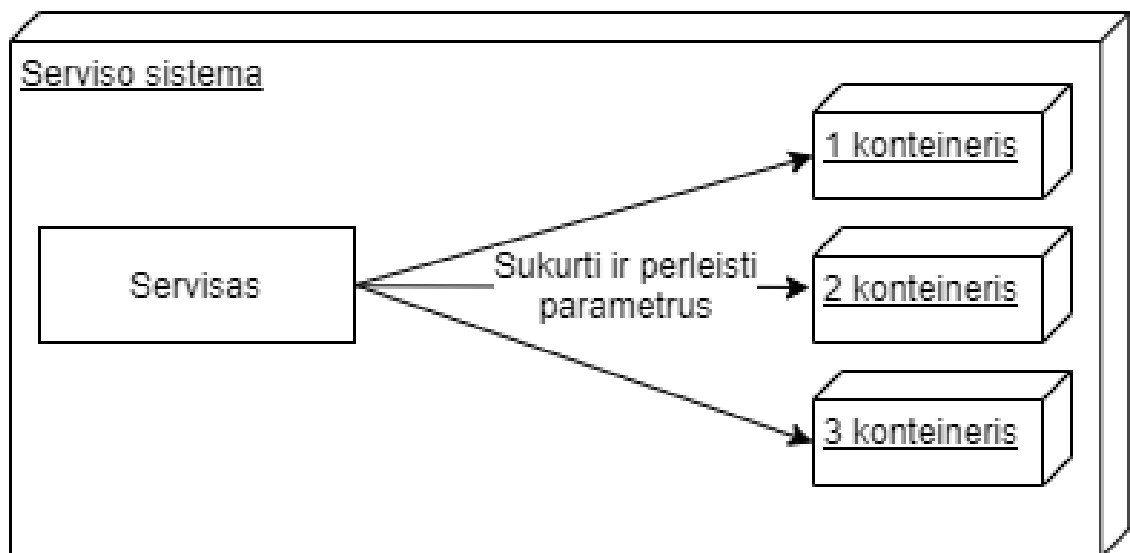 Serviso sistema
1 konteineris
Servisas
Sukurti ir perleisti
parametrus
2 konteineris
3 konteineris